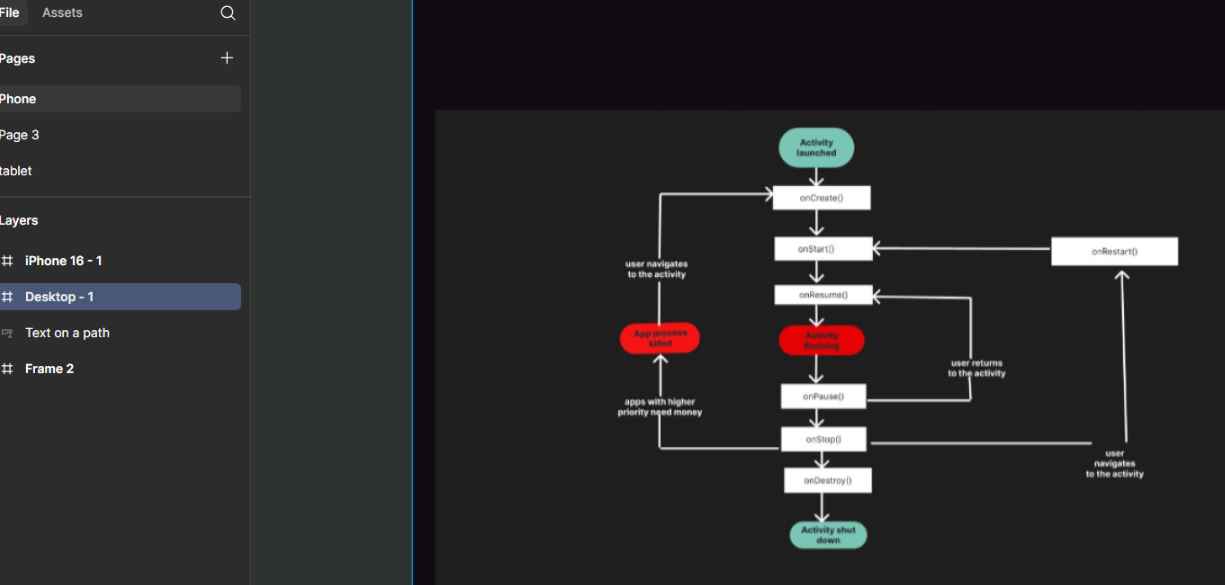 File Assets
Pages
Phone
Page 3
tablet
Layers
iPhone 16 - 1
Desktop - 1
Text on a path
Frame 2
Activity
launched
onCreate()
onStart()
onRestart()
user navigates
to the activity
onResume()
App process
killed
Activity
Running
user returns
to the activity
onPause()
apps with higher
priority need money
onStop()
user
navigates
to the activity
onDestroy()
Activity shut
down